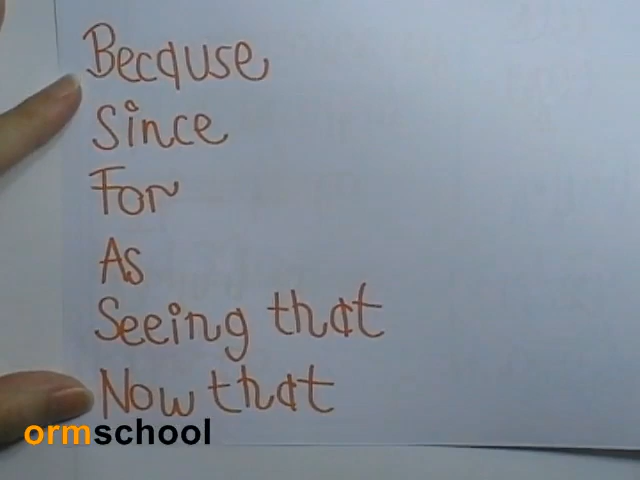 Because
Since
For
As
Seeing that
Now that
ormschool